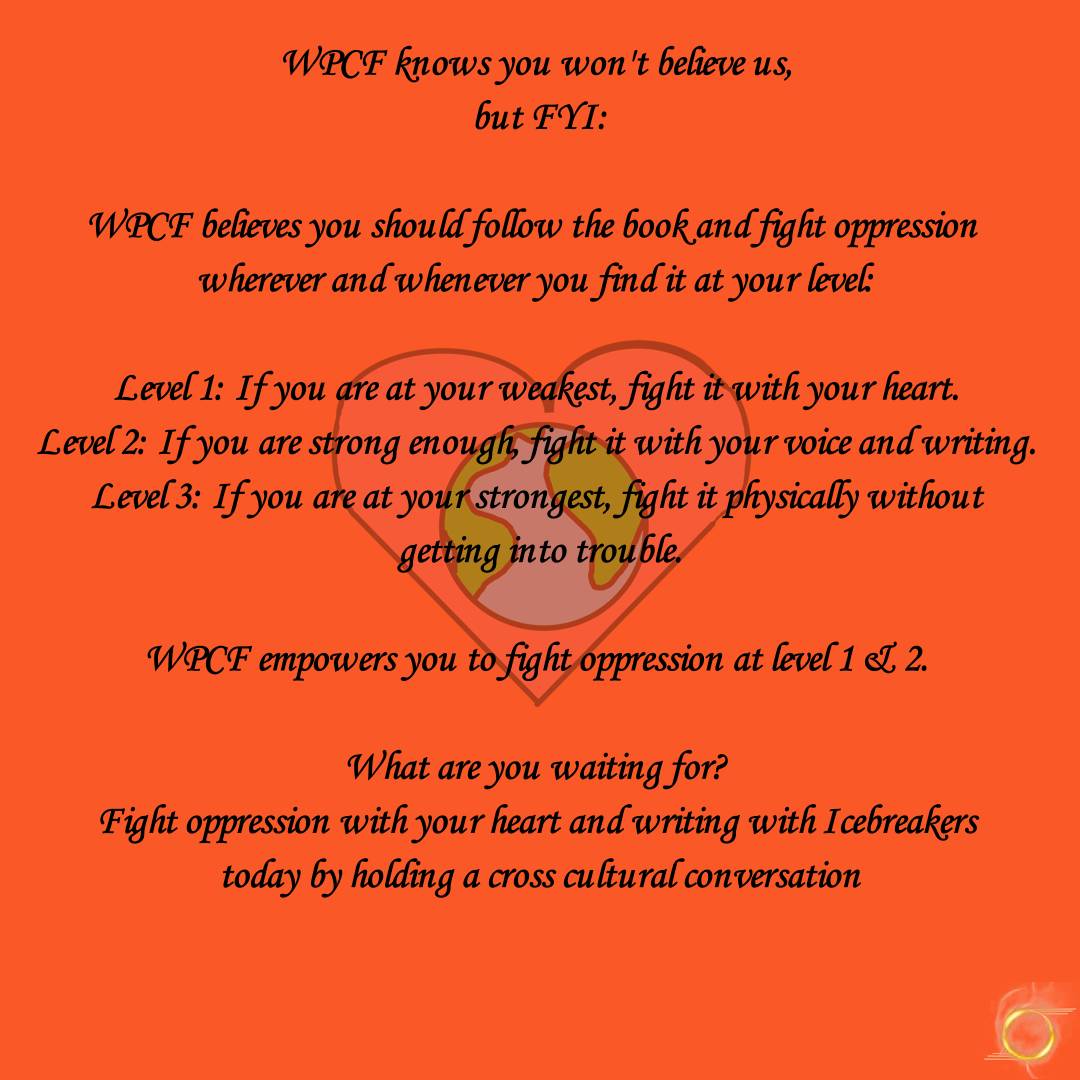 WPCF knows you won't believe us,
but FYI:
WPCF believes you should follow the book and fight oppression
wherever and whenever you find it at your level:
Level 1: If you are at your weakest, fight it with your heart.
Level 2: If you are strong enough, fight it with your voice and writing.
Level 3: If you are at your strongest, fight it physically without
getting into trouble.
WPCF empowers you to fight oppression at level 1 & 2.
What are you waiting for?
Fight oppression with your heart and writing with Icebreakers
today by holding a cross cultural conversation